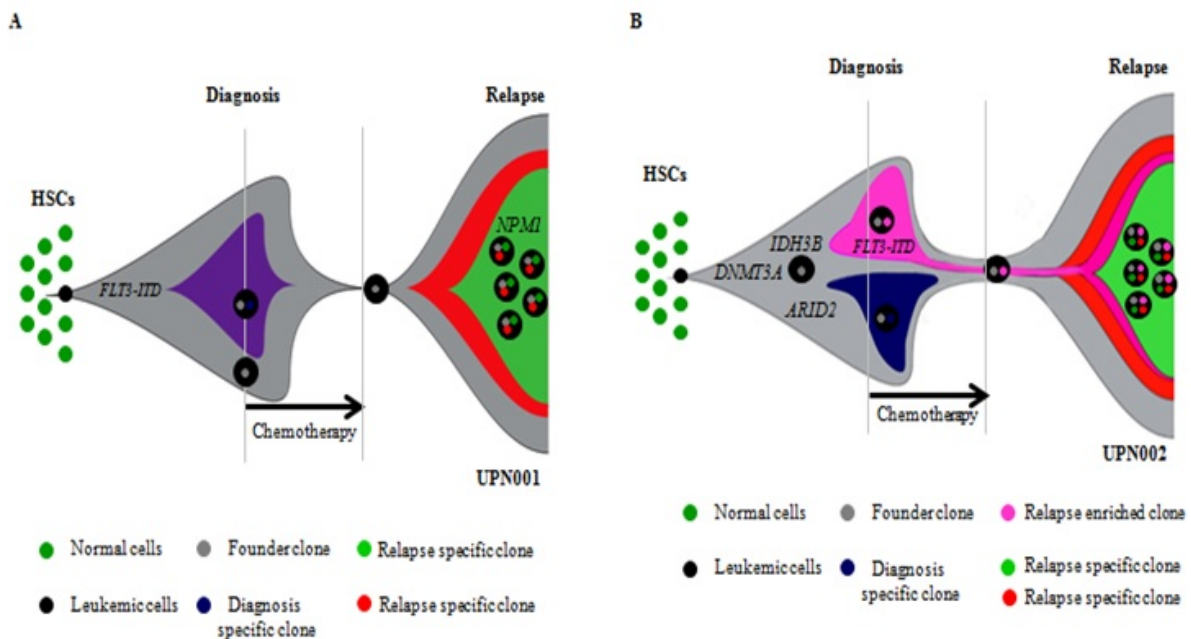 A
Diagnosis
Relapse
HSCs
NPM1
FLT3-ITD
Chemotherapy
UPN001
Normal cells
Founder clone
Relapse specific clone
Leukemic cells
Diagnosis
specific clone
Relapse specific clone
B
Diagnosis
Relapse
HSCs
IDH3B
FLT3-ITD
DNMT3A
ARID2
Chemotherapy
UPN002
Normal cells
Founder clone
Relapse enriched clone
Leukemic cells
Diagnosis
specific clone
Relapse specific clone
Relapse specific clone